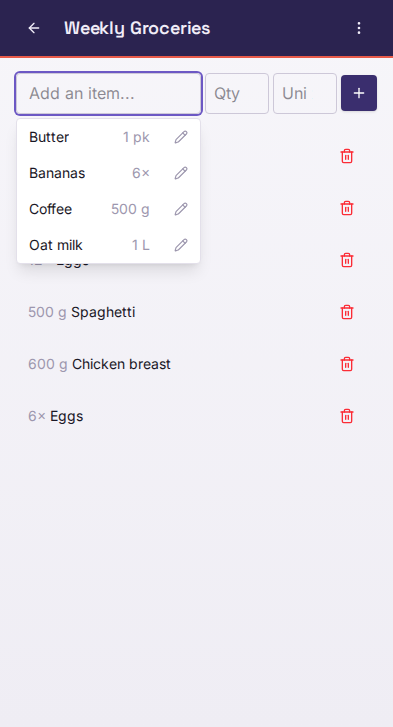 Weekly Groceries
Add an item...
Qty
Uni
Butter 1 pk
Bananas 6×
Coffee 500 g
Oat milk 1 L
Eggs
500 g Spaghetti
600 g Chicken breast
6× Eggs